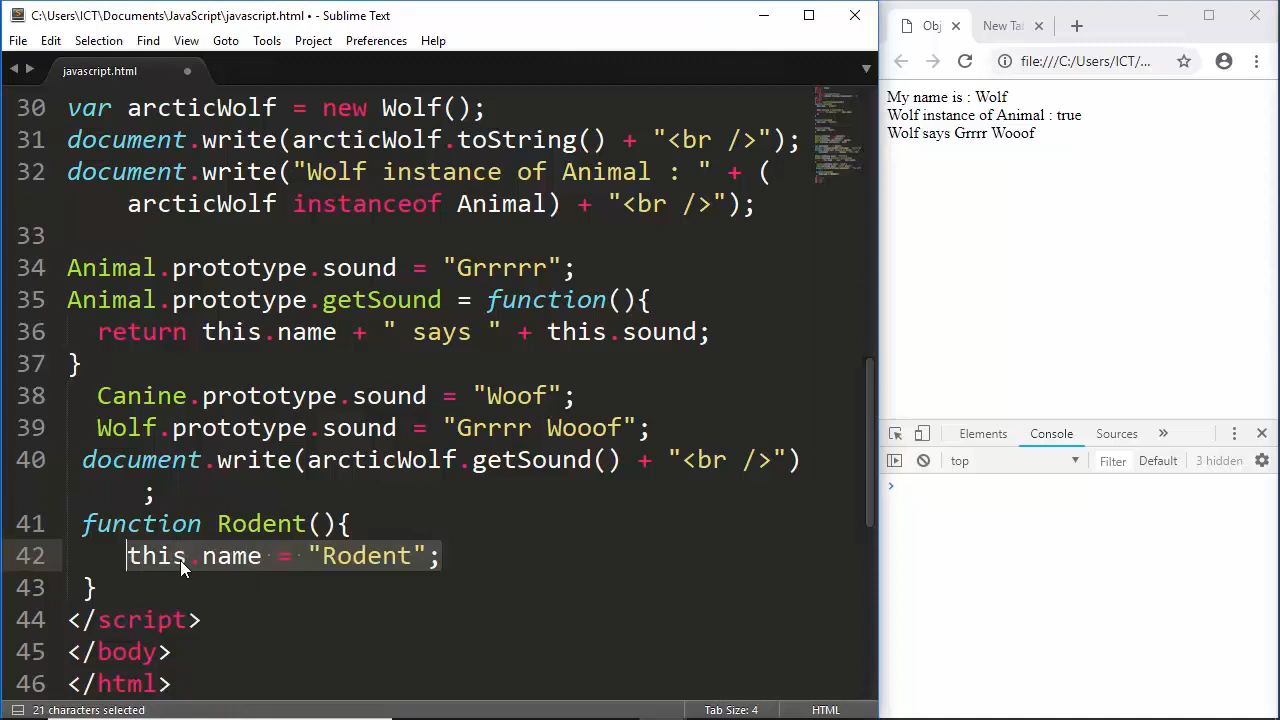 C:\Users\ICT\Documents\JavaScript\javascript.html • - Sublime Text
File Edit Selection Find View Goto Tools Project Preferences Help
javascript.html
30 var arcticWolf = new Wolf();
31 document.write(arcticWolf.toString() + "<br />");
32 document.write("Wolf instance of Animal : " + (
arcticWolf instanceof Animal) + "<br />");
33
34 Animal.prototype.sound = "Grrrrr";
35 Animal.prototype.getSound = function(){
36 return this.name + " says " + this.sound;
37 }
38 Canine.prototype.sound = "Woof";
39 Wolf.prototype.sound = "Grrrr Wooof";
40 document.write(arcticWolf.getSound() + "<br />")
;
41 function Rodent(){
42 this.name = "Rodent";
43 }
44 </script>
45 </body>
46 </html>
21 characters selected
Tab Size: 4
HTML
Obj
New Tal
file:///C:/Users/ICT/...
My name is : Wolf
Wolf instance of Animal : true
Wolf says Grrrr Wooof
Elements Console Sources
top
Filter
Default
3 hidden